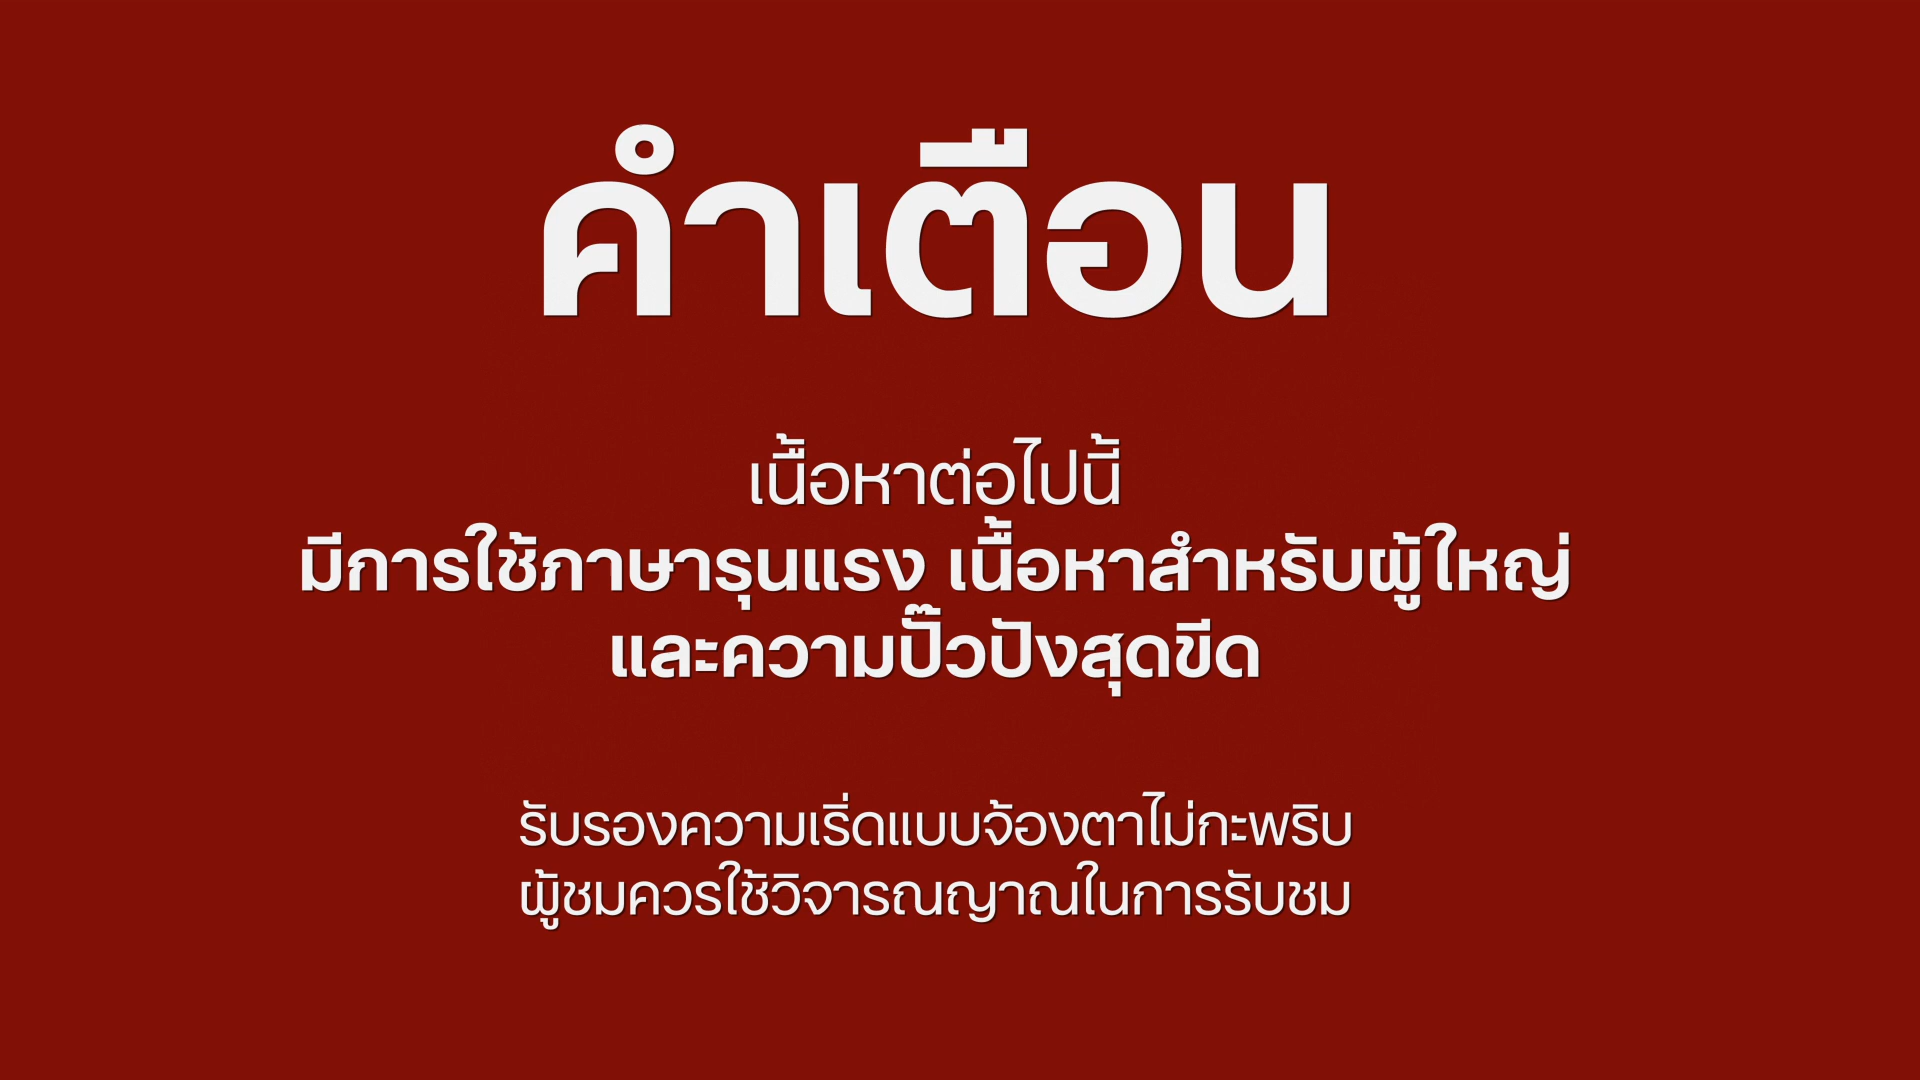 คำเตือน
เนื้อหาต่อไปนี้
มีการใช้ภาษารุนแรง เนื้อหาสำหรับผู้ใหญ่
และความปั๊วปังสุดขีด
รับรองความเริ่ดแบบจ้องตาไม่กะพริบ
ผู้ชมควรใช้วิจารณญาณในการรับชม